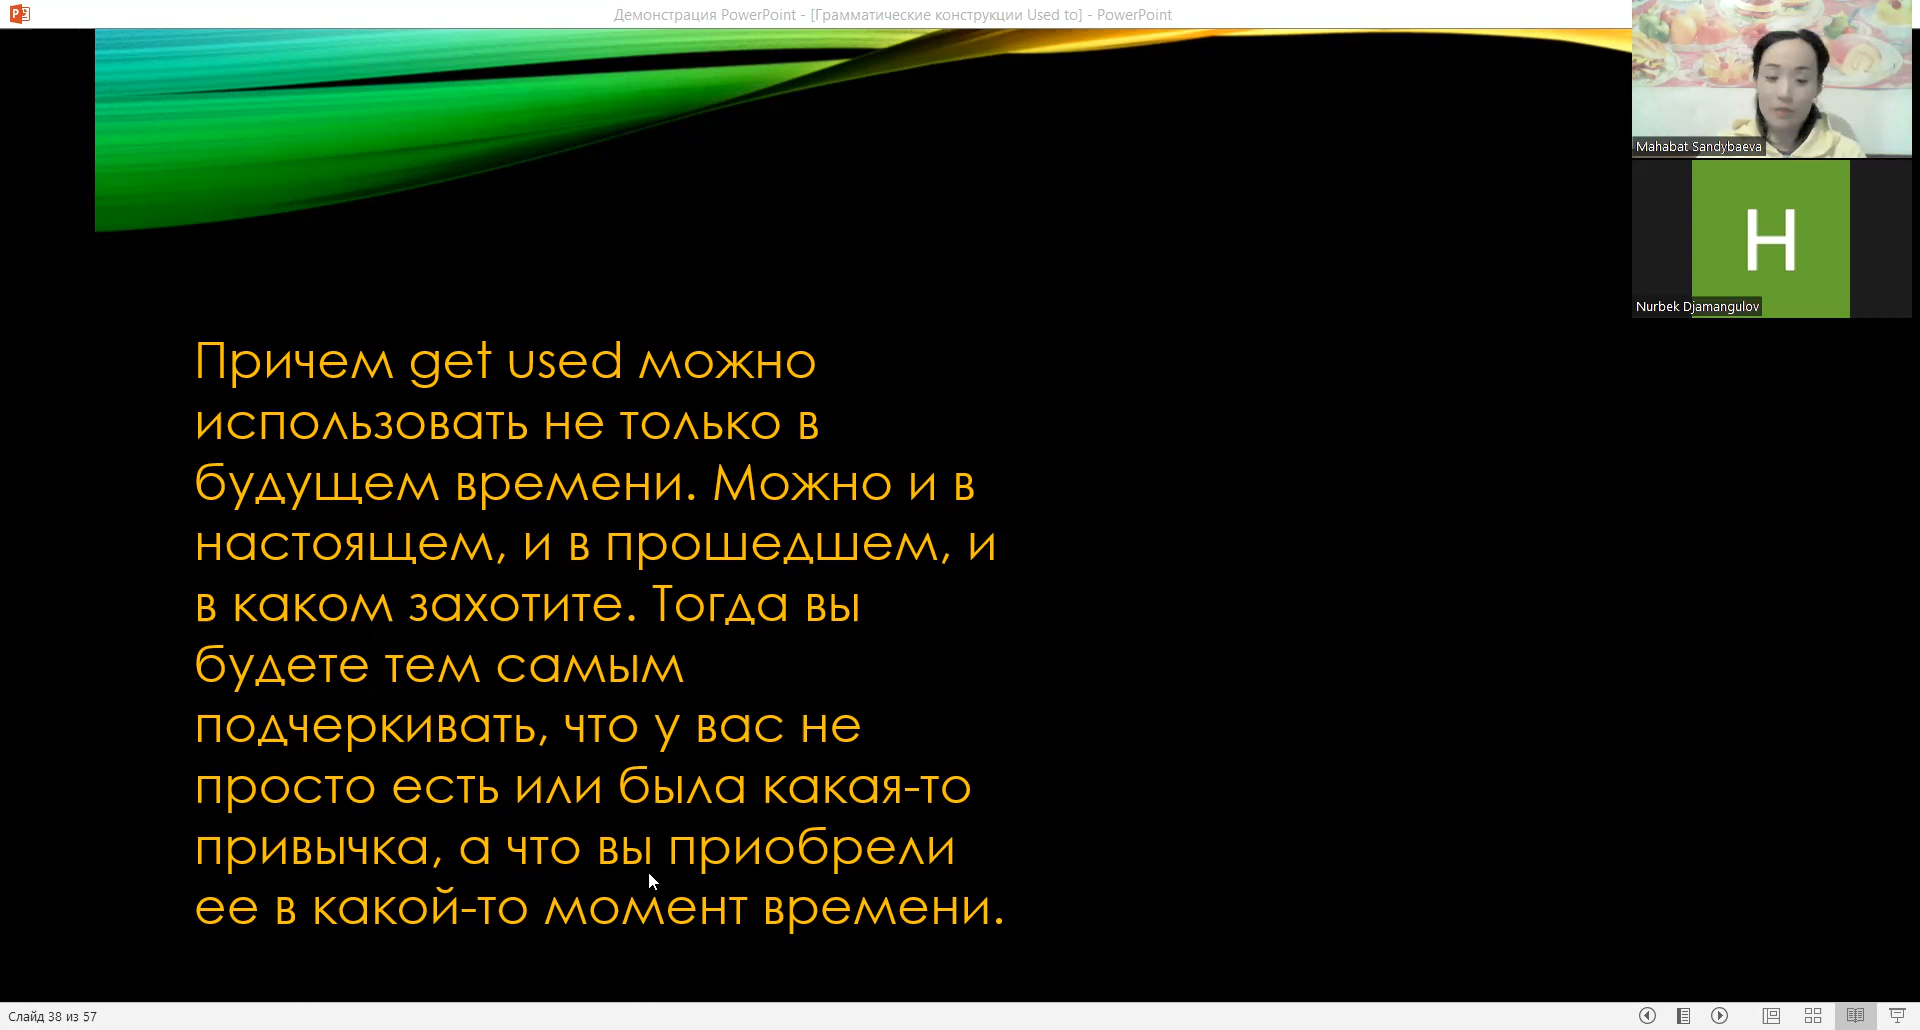 Демонстрация PowerPoint - [Грамматические конструкции Used to] - PowerPoint
Mahabat Sandybaeva
H
Nurbek Djamangulov
Причем get used можно
использовать не только в
будущем времени. Можно и в
настоящем, и в прошедшем, и
в каком захотите. Тогда вы
будете тем самым
подчеркивать, что у вас не
просто есть или была какая-то
привычка, а что вы приобрели
ее в какой-то момент времени.
Слайд 38 из 57